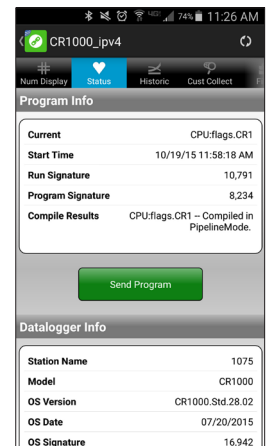 74% 11:26 AM
CR1000_ipv4
Num Display Status Historic Cust Collect
Program Info
Current CPU:flags.CR1
Start Time 10/19/15 11:58:18 AM
Run Signature 10,791
Program Signature 8,234
Compile Results CPU:flags.CR1 -- Compiled in
PipelineMode.
Send Program
Datalogger Info
Station Name 1075
Model CR1000
OS Version CR1000.Std.28.02
OS Date 07/20/2015
OS Signature 16,942